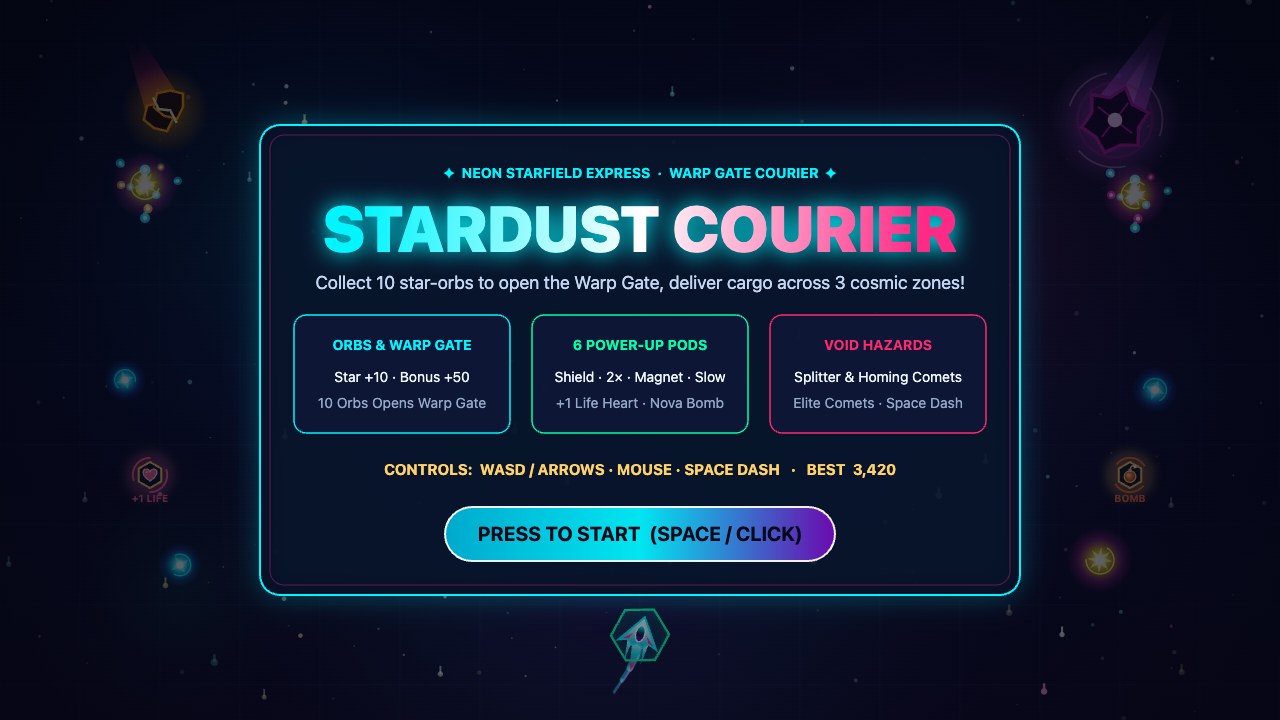 ✦ NEON STARFIELD EXPRESS · WARP GATE COURIER ✦
STARDUST COURIER
Collect 10 star-orbs to open the Warp Gate, deliver cargo across 3 cosmic zones!
ORBS & WARP GATE
Star +10 · Bonus +50
10 Orbs Opens Warp Gate
6 POWER-UP PODS
Shield · 2× · Magnet · Slow
+1 Life Heart · Nova Bomb
VOID HAZARDS
Splitter & Homing Comets
Elite Comets · Space Dash
CONTROLS: WASD / ARROWS · MOUSE · SPACE DASH · BEST 3,420
+1 LIFE
BOMB
PRESS TO START (SPACE / CLICK)